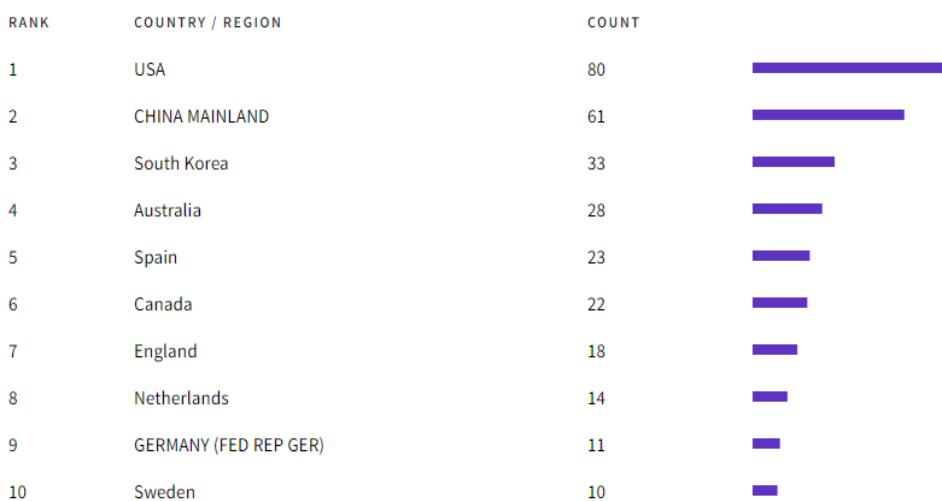 RANK COUNTRY / REGION COUNT
1 USA 80
2 CHINA MAINLAND 61
3 South Korea 33
4 Australia 28
5 Spain 23
6 Canada 22
7 England 18
8 Netherlands 14
9 GERMANY (FED REP GER) 11
10 Sweden 10